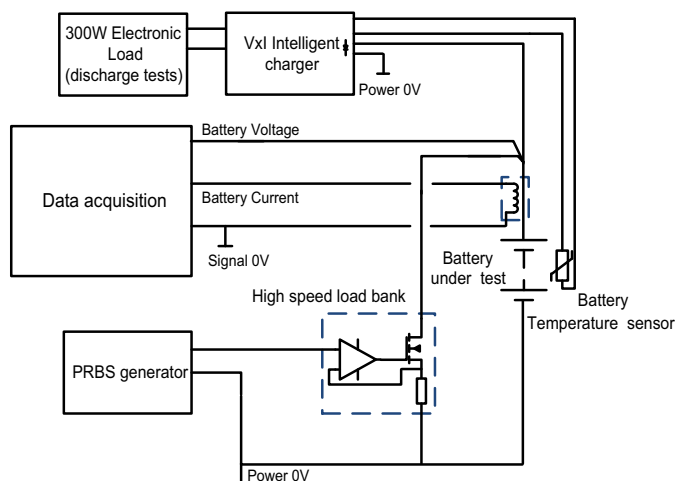 300W Electronic
Load
(discharge tests)
VxI Intelligent
charger
Power 0V
Battery Voltage
Data acquisition
Battery Current
Signal 0V
Battery
under test
High speed load bank
Battery
Temperature sensor
PRBS generator
Power 0V